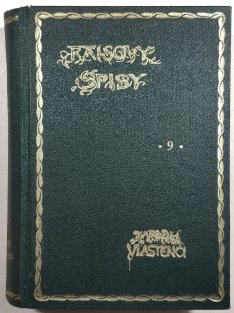 RAISOVY
SPISY
• 9 •
ZAPADLÍ
VLASTENCI